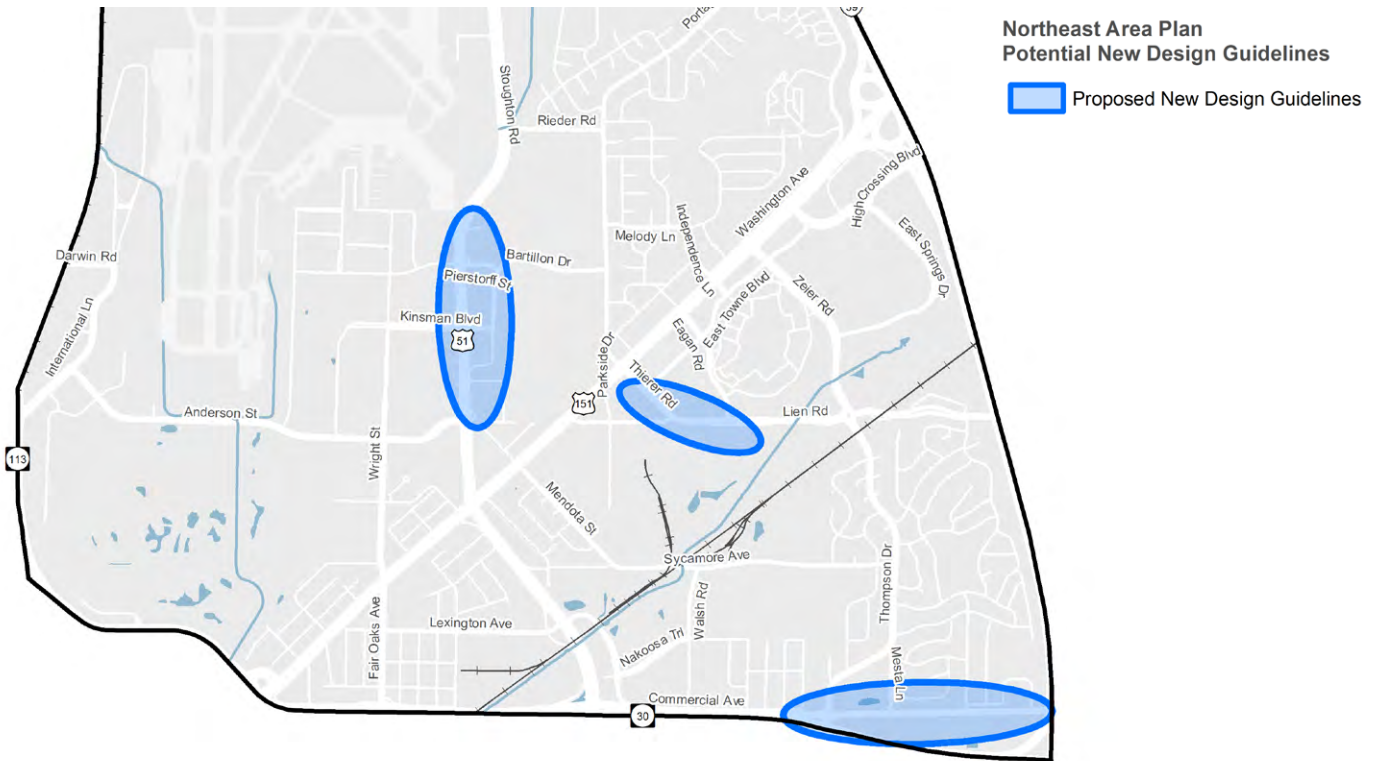 Northeast Area Plan
Potential New Design Guidelines
Proposed New Design Guidelines
Stoughton Rd
Rieder Rd
Washington Ave
High Crossing Blvd
East Springs Dr
Independence Ln
Melody Ln
Bartillon Dr
Pierstorff St
Kinsman Blvd
51
Darwin Rd
International Ln
Zeier Rd
East Towne Blvd
Eagan Rd
Parkside Dr
Thierer Rd
151
Lien Rd
Anderson St
Wright St
113
Mendota St
Sycamore Ave
Walsh Rd
Thompson Dr
Lexington Ave
Fair Oaks Ave
Nakoosa Trl
Mesta Ln
Commercial Ave
30